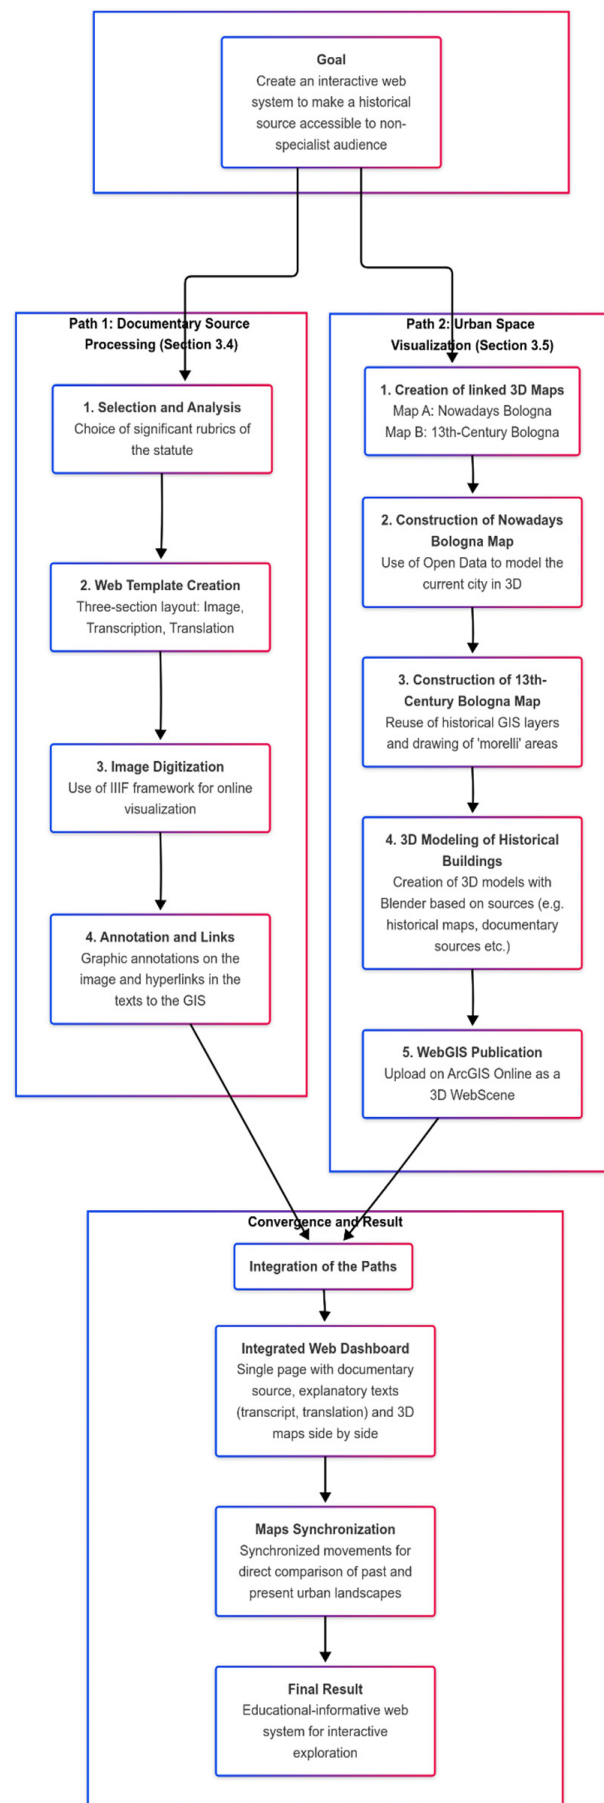 Goal
Create an interactive web
system to make a historical
source accessible to non-
specialist audience
Path 1: Documentary Source
Processing (Section 3.4)
1. Selection and Analysis
Choice of significant rubrics of
the statute
2. Web Template Creation
Three-section layout: Image,
Transcription, Translation
3. Image Digitization
Use of IIIF framework for online
visualization
4. Annotation and Links
Graphic annotations on the
image and hyperlinks in the
texts to the GIS
Path 2: Urban Space
Visualization (Section 3.5)
1. Creation of linked 3D Maps
Map A: Nowadays Bologna
Map B: 13th-Century Bologna
2. Construction of Nowadays
Bologna Map
Use of Open Data to model the
current city in 3D
3. Construction of 13th-
Century Bologna Map
Reuse of historical GIS layers
and drawing of 'morelli' areas
4. 3D Modeling of Historical
Buildings
Creation of 3D models with
Blender based on sources (e.g.
historical maps, documentary
sources etc.)
5. WebGIS Publication
Upload on ArcGIS Online as a
3D WebScene
Convergence and Result
Integration of the Paths
Integrated Web Dashboard
Single page with documentary
source, explanatory texts
(transcript, translation) and 3D
maps side by side
Maps Synchronization
Synchronized movements for
direct comparison of past and
present urban landscapes
Final Result
Educational-informative web
system for interactive
exploration